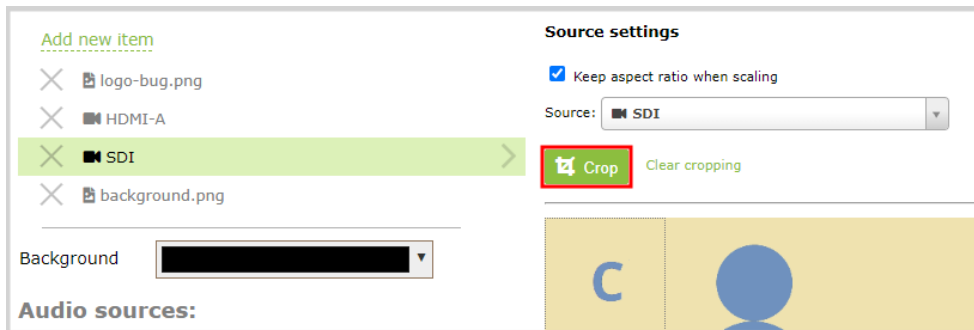 Add new item
logo-bug.png
HDMI-A
SDI
background.png
Background
Audio sources:
Source settings
Keep aspect ratio when scaling
Source: SDI
Crop Clear cropping
C